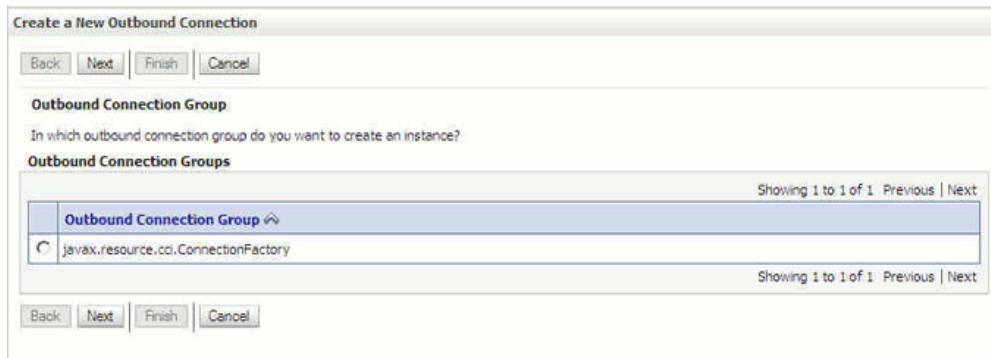 Create a New Outbound Connection
Back Next Finish Cancel
Outbound Connection Group
In which outbound connection group do you want to create an instance?
Outbound Connection Groups
Showing 1 to 1 of 1 Previous | Next
Outbound Connection Group
javax.resource.cci.ConnectionFactory
Showing 1 to 1 of 1 Previous | Next
Back Next Finish Cancel